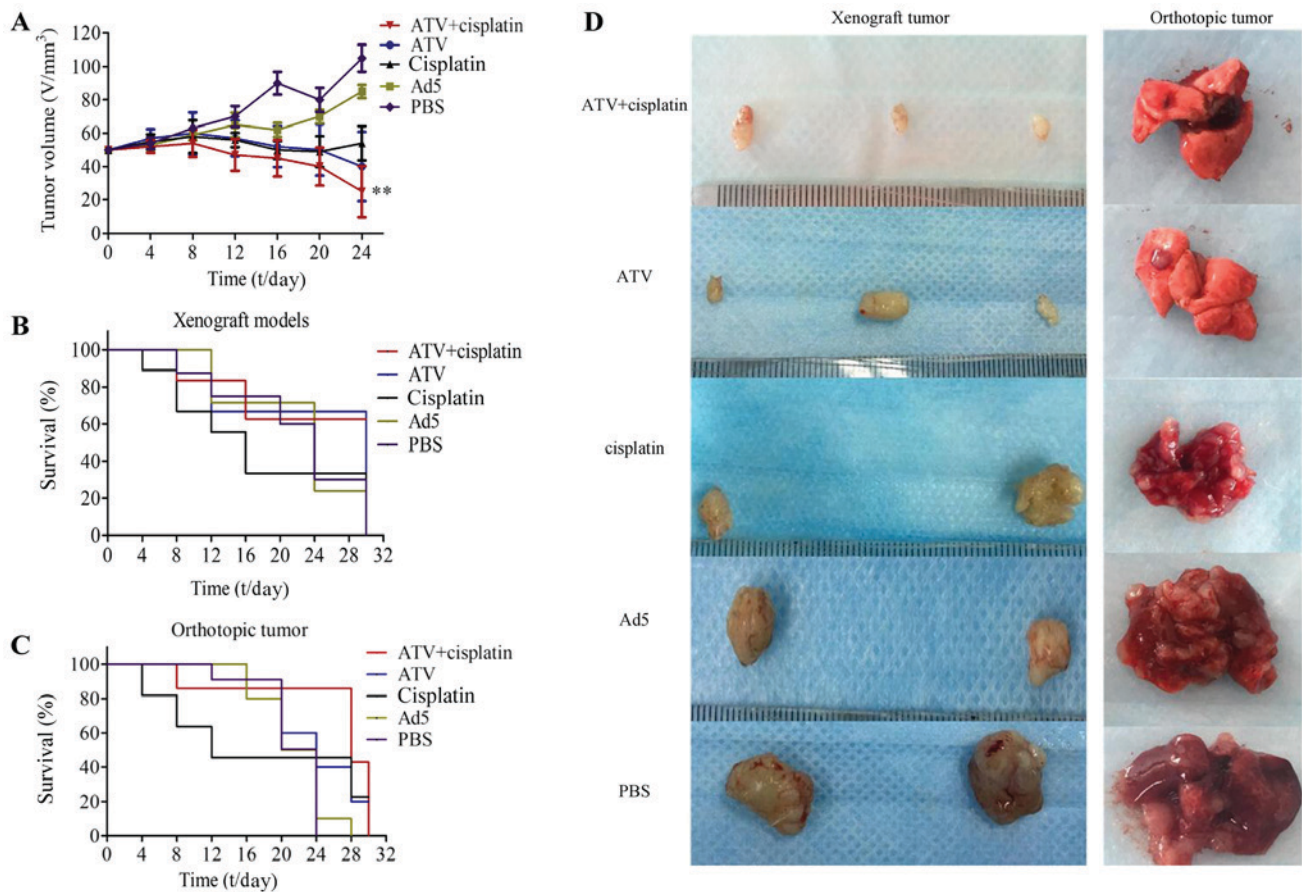 A
Tumor volume (V/mm³)
120
100
80
60
40
20
0
0 4 8 12 16 20 24
Time (t/day)
**
ATV+cisplatin
ATV
Cisplatin
Ad5
PBS
B
Xenograft models
Survival (%)
100
80
60
40
20
0
0 4 8 12 16 20 24 30 32
Time (t/day)
ATV+cisplatin
ATV
Cisplatin
Ad5
PBS
C
Orthotopic tumor
Survival (%)
100
80
60
40
20
0
0 4 8 12 16 20 24 28 32
Time (t/day)
ATV+cisplatin
ATV
Cisplatin
Ad5
PBS
D
Xenograft tumor
Orthotopic tumor
ATV+cisplatin
ATV
cisplatin
Ad5
PBS